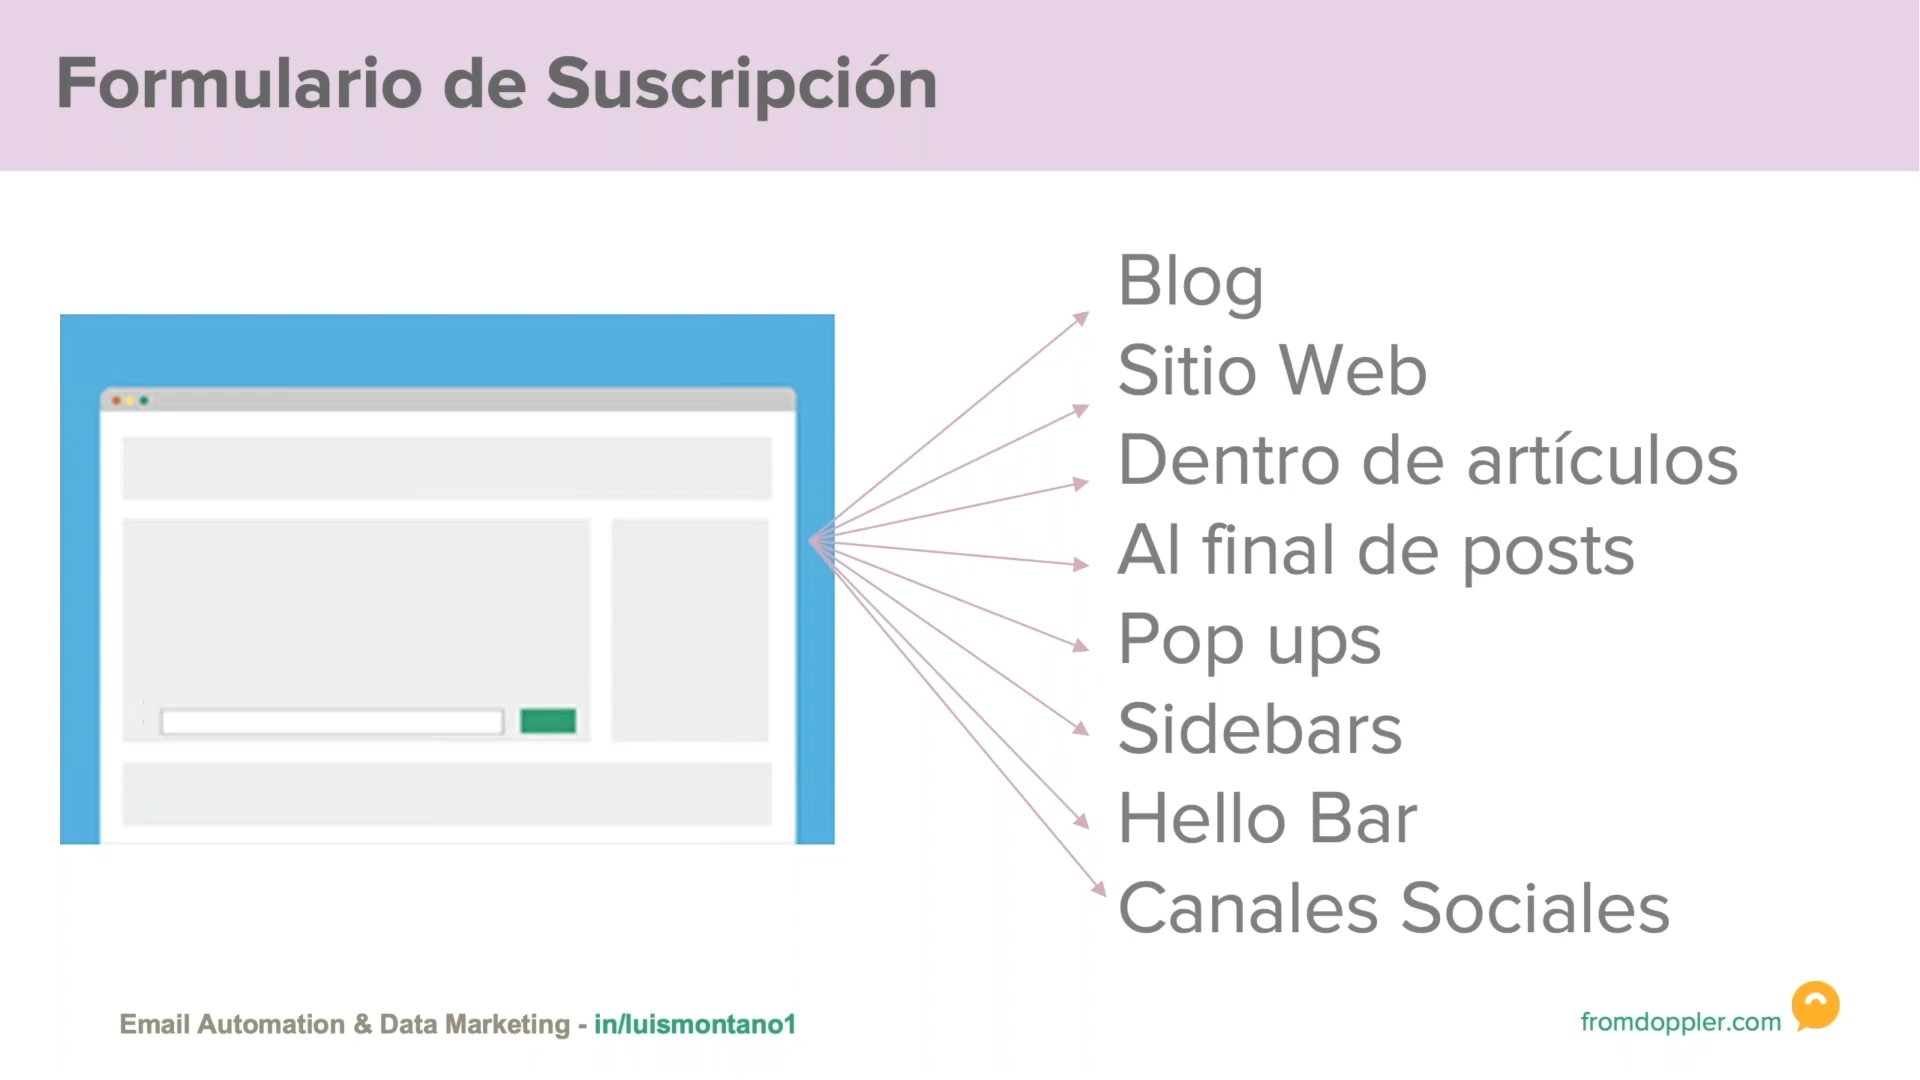 Formulario de Suscripción
Blog
Sitio Web
Dentro de artículos
Al final de posts
Pop ups
Sidebars
Hello Bar
Canales Sociales
Email Automation & Data Marketing - in/luismontano1
fromdoppler.com